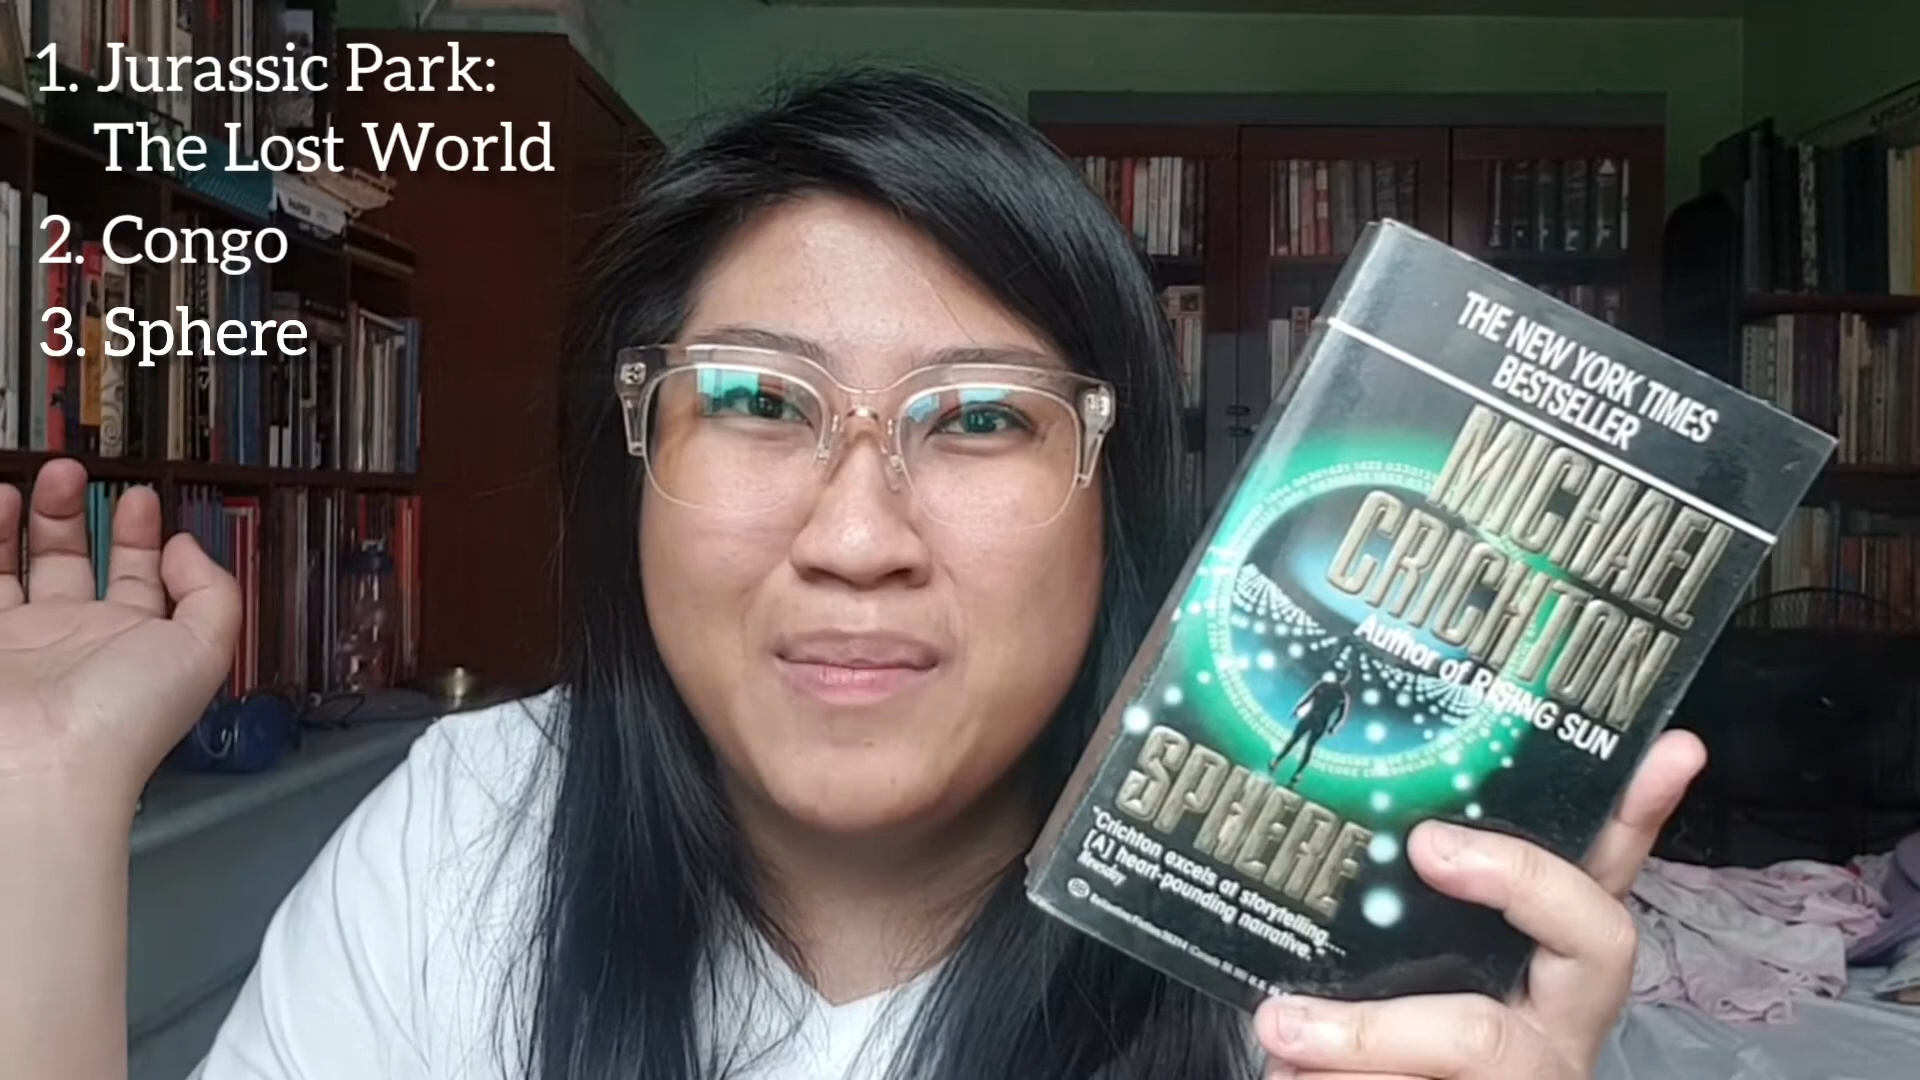 1. Jurassic Park:
The Lost World
2. Congo
3. Sphere
THE NEW YORK TIMES
BESTSELLER
MICHAEL
CRICHTON
Author of RISING SUN
SPHERE
"Crichton excels at storytelling....
[A] heart-pounding narrative."
Newsday